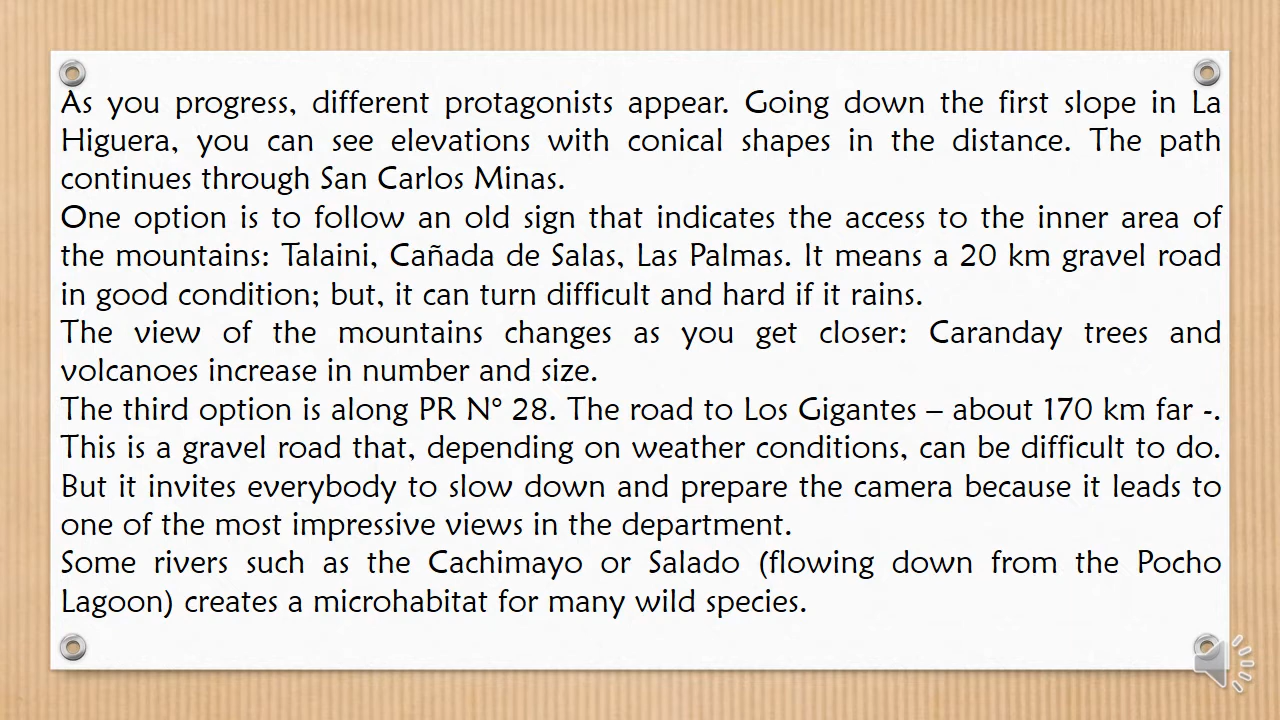 As you progress, different protagonists appear. Going down the first slope in La
Higuera, you can see elevations with conical shapes in the distance. The path
continues through San Carlos Minas.
One option is to follow an old sign that indicates the access to the inner area of
the mountains: Talaini, Cañada de Salas, Las Palmas. It means a 20 km gravel road
in good condition; but, it can turn difficult and hard if it rains.
The view of the mountains changes as you get closer: Caranday trees and
volcanoes increase in number and size.
The third option is along PR N° 28. The road to Los Gigantes – about 170 km far -.
This is a gravel road that, depending on weather conditions, can be difficult to do.
But it invites everybody to slow down and prepare the camera because it leads to
one of the most impressive views in the department.
Some rivers such as the Cachimayo or Salado (flowing down from the Pocho
Lagoon) creates a microhabitat for many wild species.